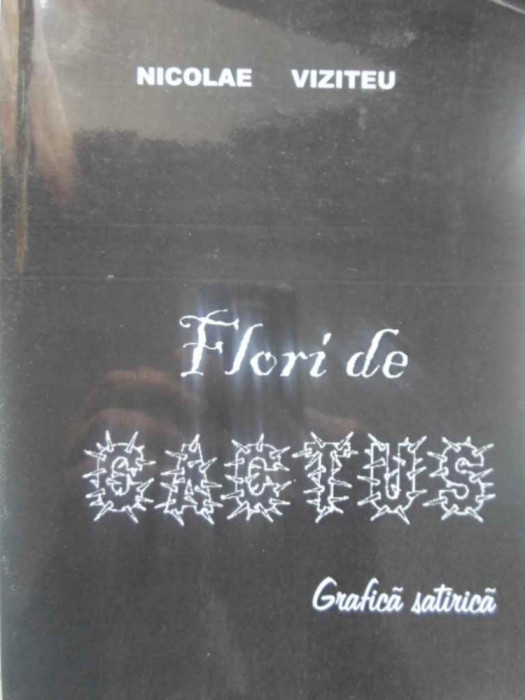 NICOLAE VIZITEU
Flori de
CACTUS
Grafică satirică